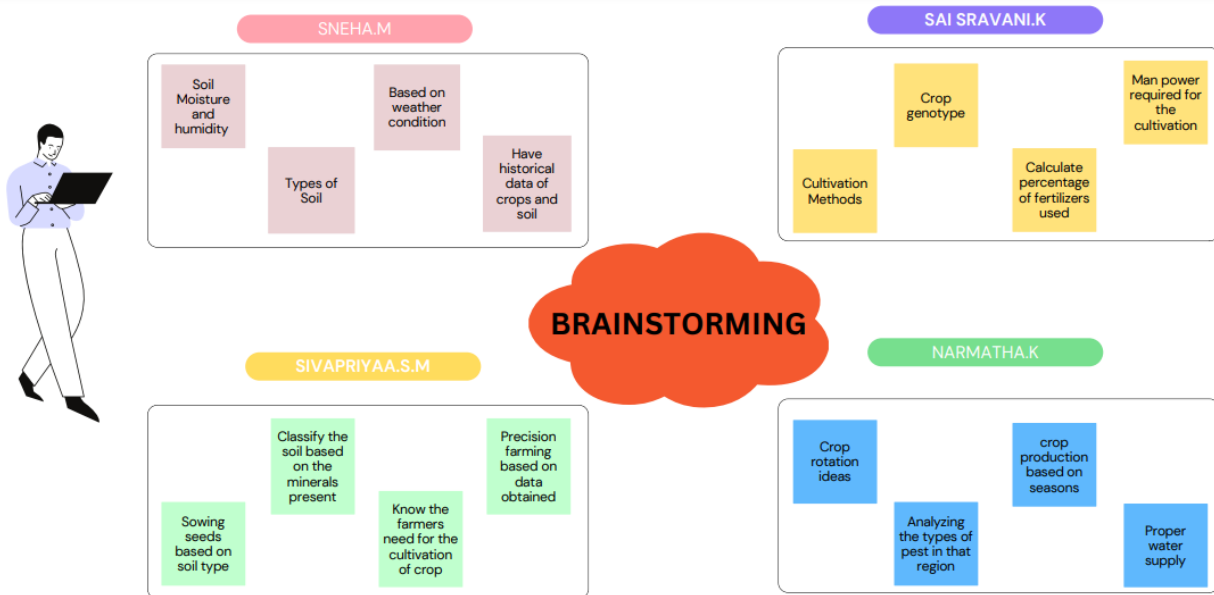 SNEHA.M
Soil
Moisture
and
humidity
Types of
Soil
Based on
weather
condition
Have
historical
data of
crops and
soil
SAI SRAVANI.K
Cultivation
Methods
Crop
genotype
Calculate
percentage
of fertilizers
used
Man power
required for
the
cultivation
BRAINSTORMING
SIVAPRIYAA.S.M
Sowing
seeds
based on
soil type
Classify the
soil based
on the
minerals
present
Know the
farmers
need for the
cultivation
of crop
Precision
farming
based on
data
obtained
NARMATHA.K
Crop
rotation
ideas
Analyzing
the types of
pest in that
region
crop
production
based on
seasons
Proper
water
supply